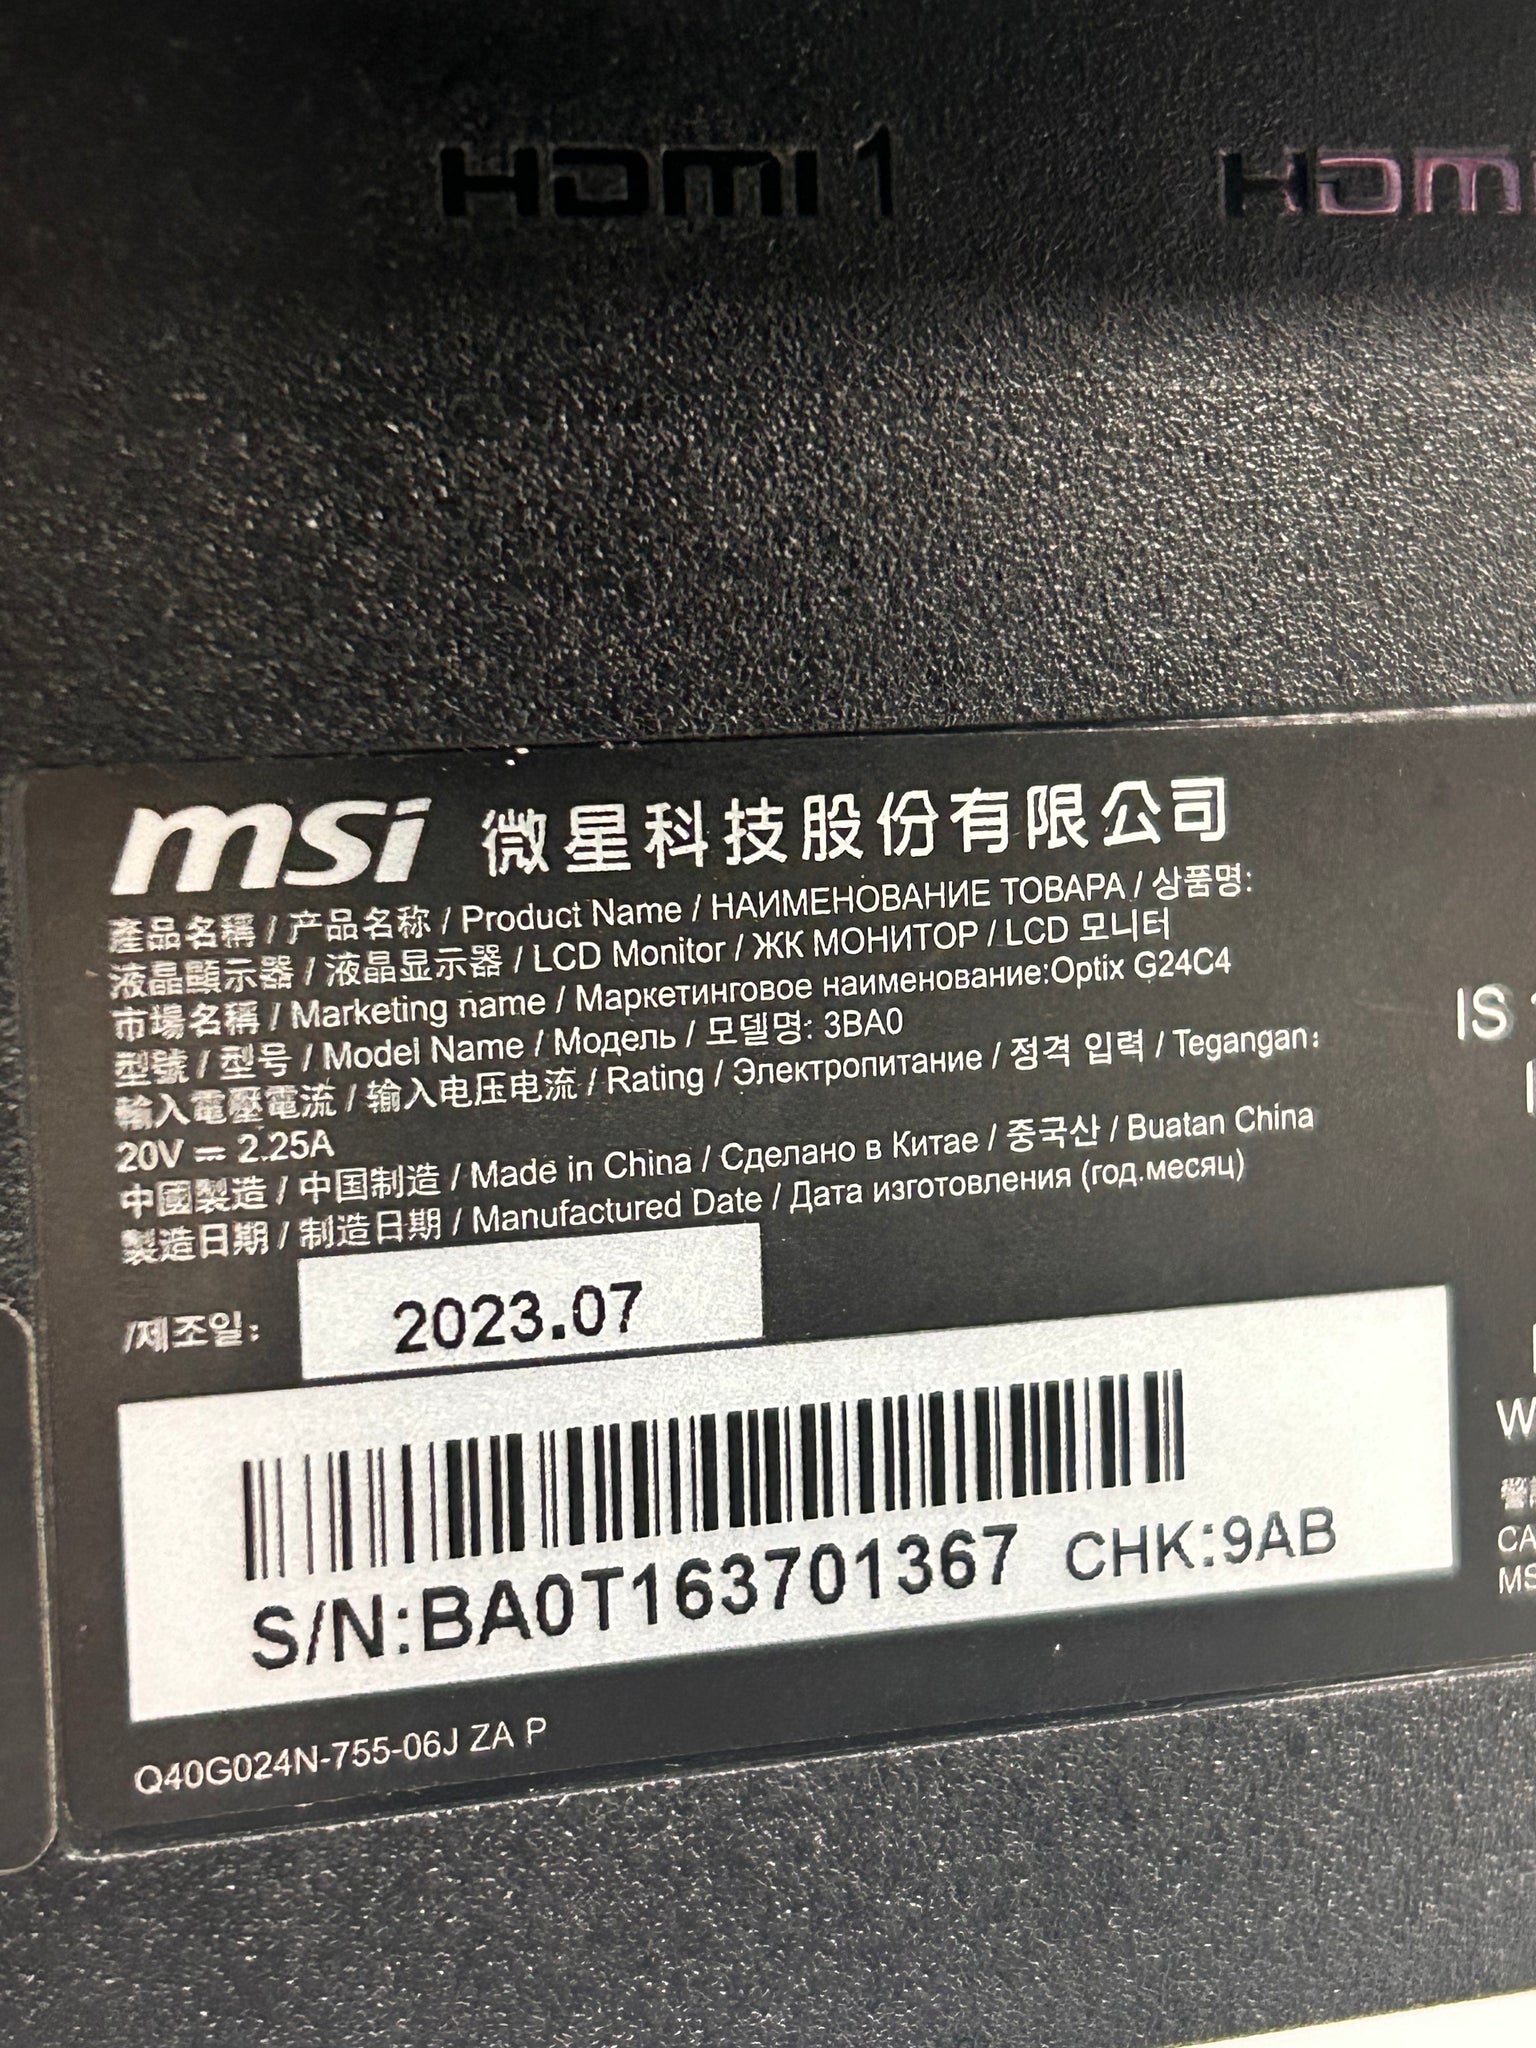 HDMI 1
HDMI
msi 微星科技股份有限公司
產品名稱 / 产品名称 / Product Name / НАИМЕНОВАНИЕ ТОВАРА / 상품명:
液晶顯示器 / 液晶显示器 / LCD Monitor / ЖК МОНИТОР / LCD 모니터
市場名稱 / Marketing name / Маркетинговое наименование:Optix G24C4
型號 / 型号 / Model Name / Модель / 모델명: 3BA0
輸入電壓電流 / 输入电压电流 / Rating / Электропитание / 정격 입력 / Tegangan:
20V ⎓ 2.25A
中國製造 / 中国制造 / Made in China / Сделано в Китае / 중국산 / Buatan China
製造日期 / 制造日期 / Manufactured Date / Дата изготовления (год.месяц)
/제조일: 2023.07
S/N:BA0T163701367 CHK:9AB
Q40G024N-755-06J ZA P
IS